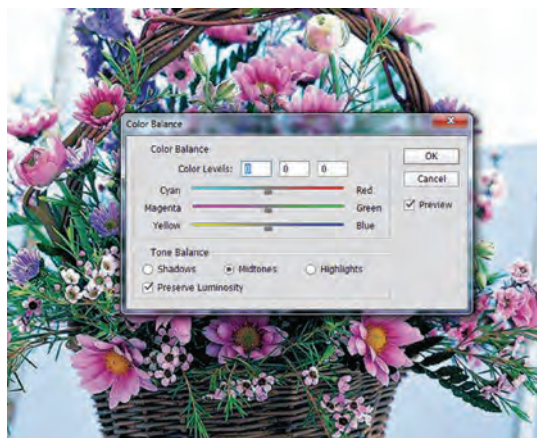 Color Balance
Color Balance
Color Levels: 0 0 0
OK
Cancel
Cyan Red
Preview
Magenta Green
Yellow Blue
Tone Balance
Shadows Midtones Highlights
Preserve Luminosity